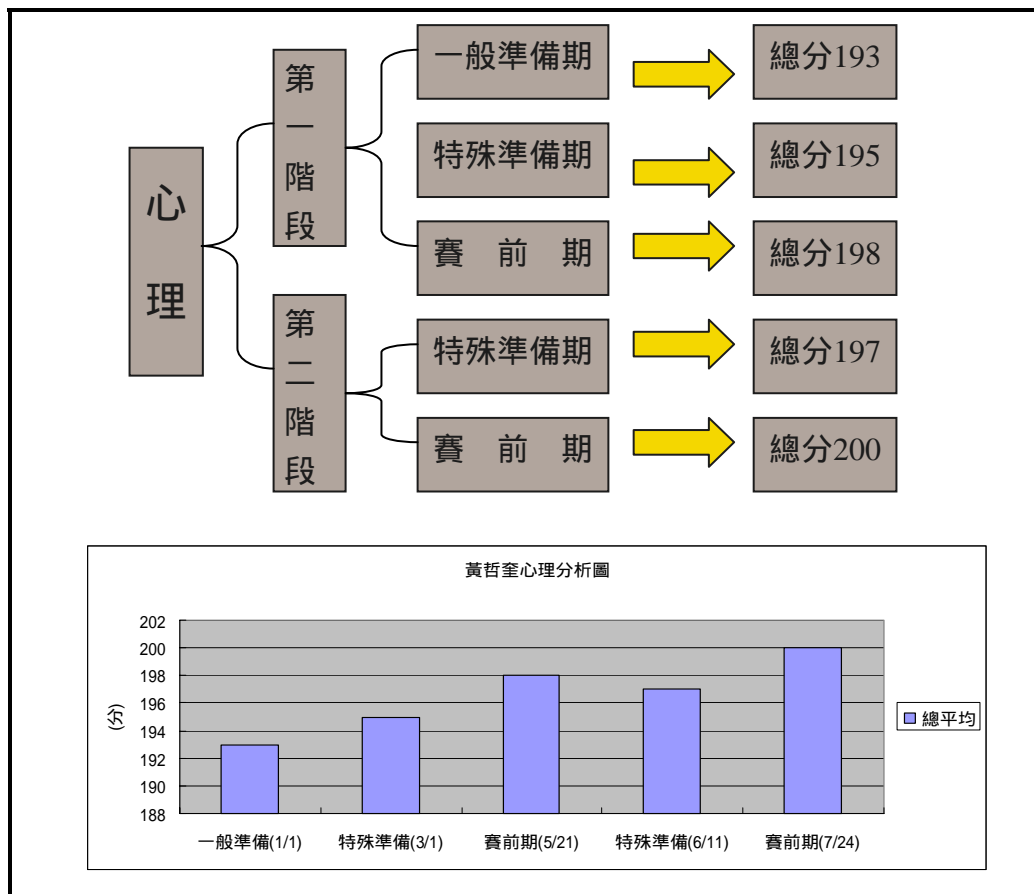 心理
第一階段
一般準備期
總分193
特殊準備期
總分195
賽前期
總分198
第二階段
特殊準備期
總分197
賽前期
總分200
黃哲奎心理分析圖
(分)
202
200
198
196
194
192
190
188
一般準備(1/1)
特殊準備(3/1)
賽前期(5/21)
特殊準備(6/11)
賽前期(7/24)
總平均